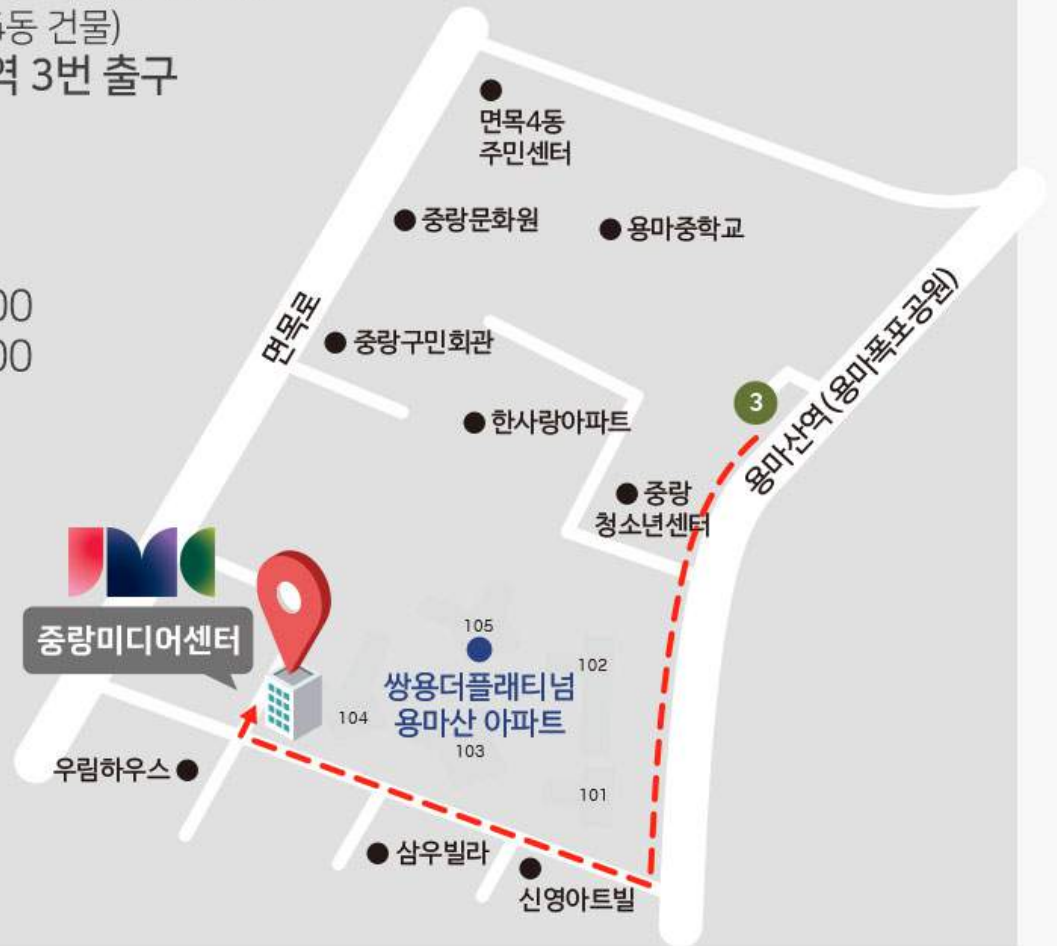 동 건물)
역 3번 출구
00
00
면목4동
주민센터
중랑문화원
용마중학교
면목로
중랑구민회관
한사랑아파트
3
용마산역(용마폭포공원)
중랑
청소년센터
JMC
중랑미디어센터
105
쌍용더플래티넘
용마산 아파트
102
104
103
101
우림하우스
삼우빌라
신영아트빌